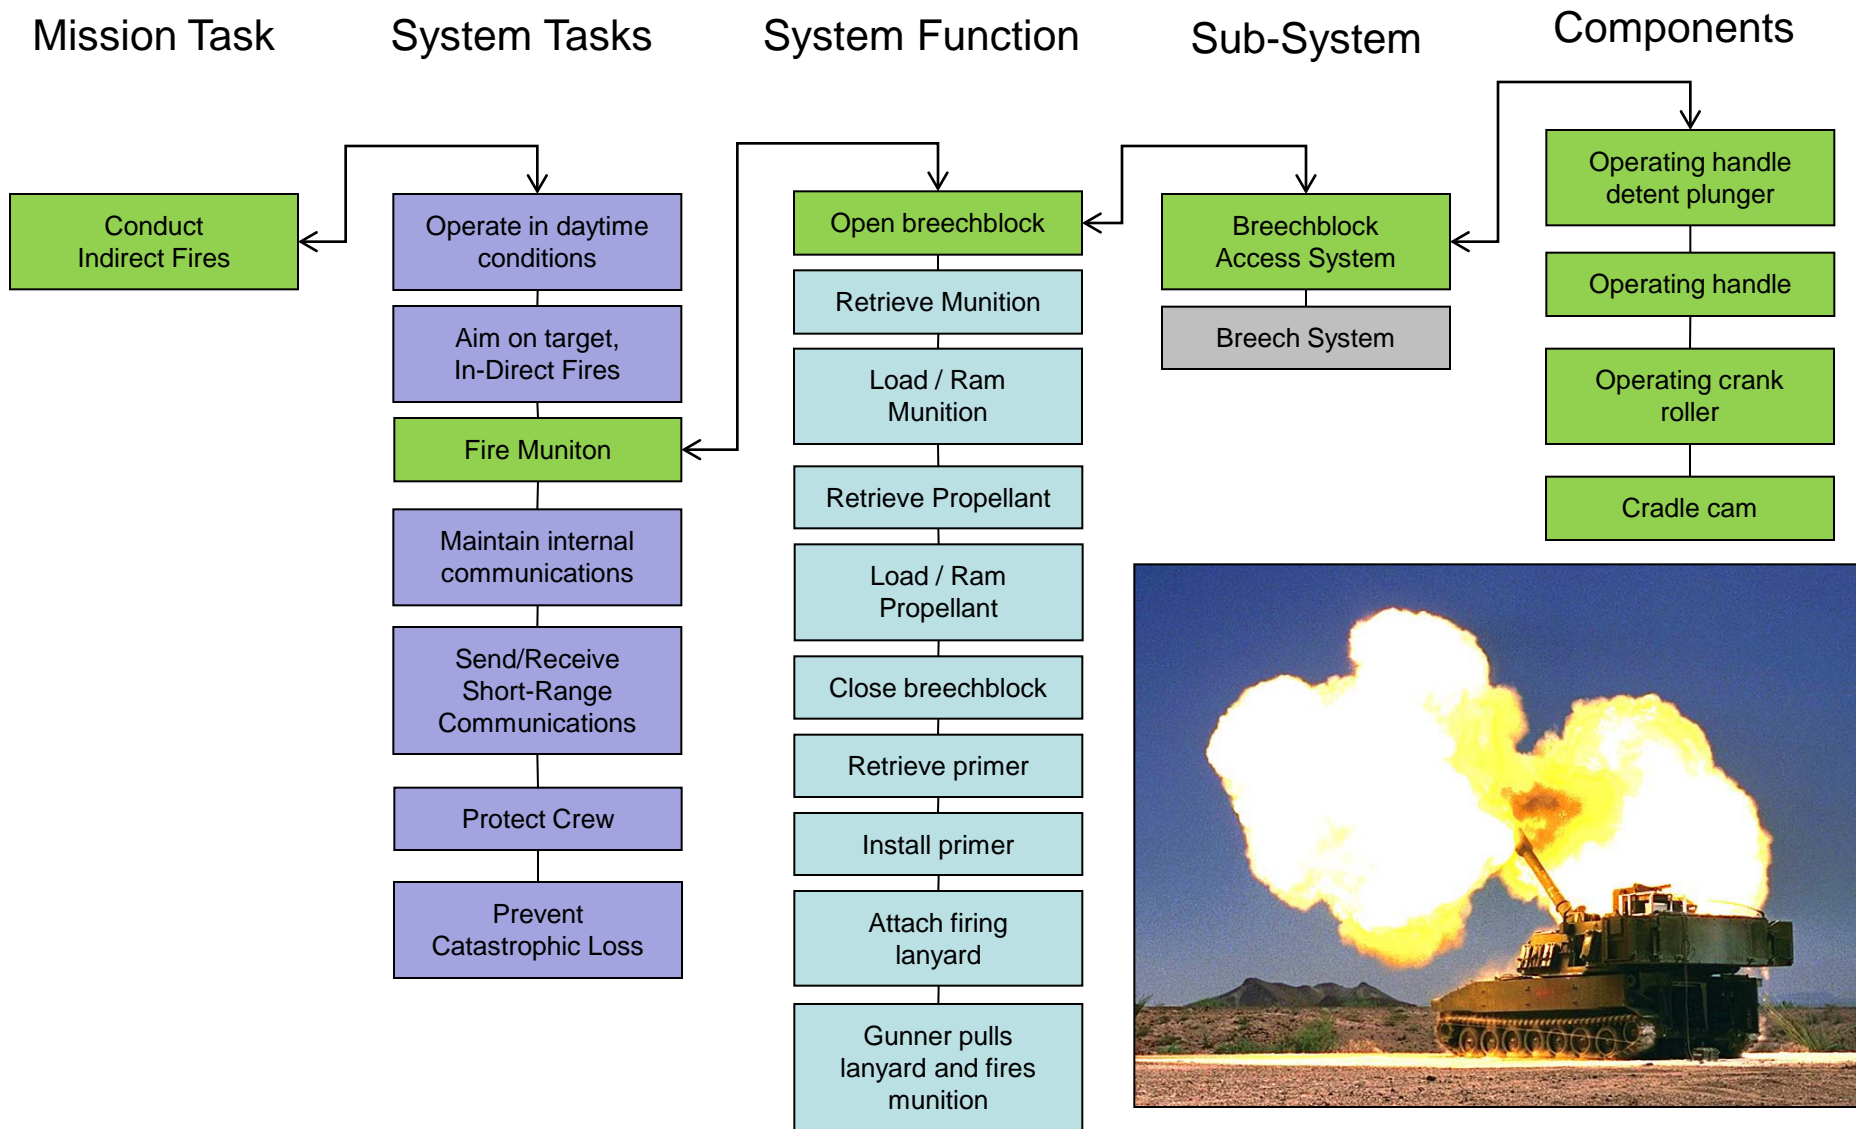 Mission Task
System Tasks
System Function
Sub-System
Components
Conduct
Indirect Fires
Operate in daytime
conditions
Aim on target,
In-Direct Fires
Fire Muniton
Maintain internal
communications
Send/Receive
Short-Range
Communications
Protect Crew
Prevent
Catastrophic Loss
Open breechblock
Retrieve Munition
Load / Ram
Munition
Retrieve Propellant
Load / Ram
Propellant
Close breechblock
Retrieve primer
Install primer
Attach firing
lanyard
Gunner pulls
lanyard and fires
munition
Breechblock
Access System
Breech System
Operating handle
detent plunger
Operating handle
Operating crank
roller
Cradle cam